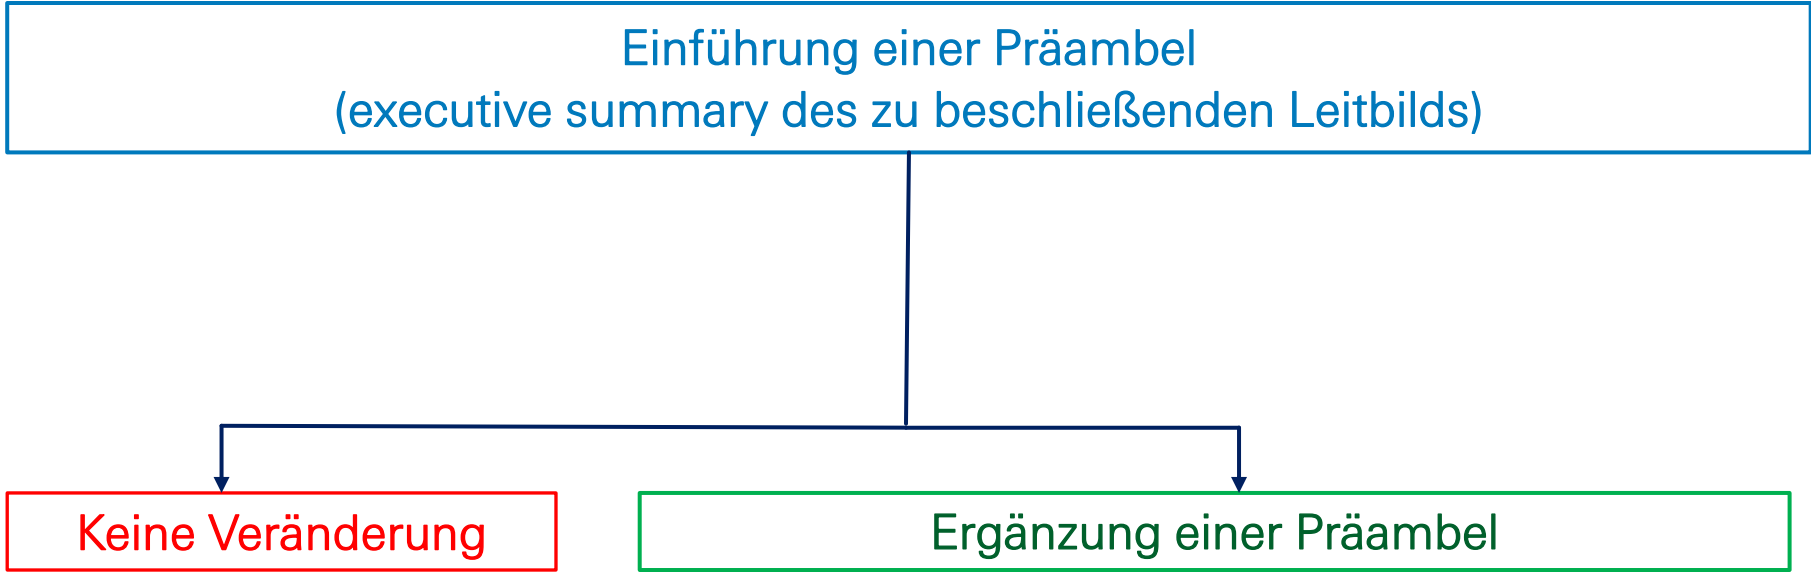 Einführung einer Präambel
(executive summary des zu beschließenden Leitbilds)
Keine Veränderung
Ergänzung einer Präambel